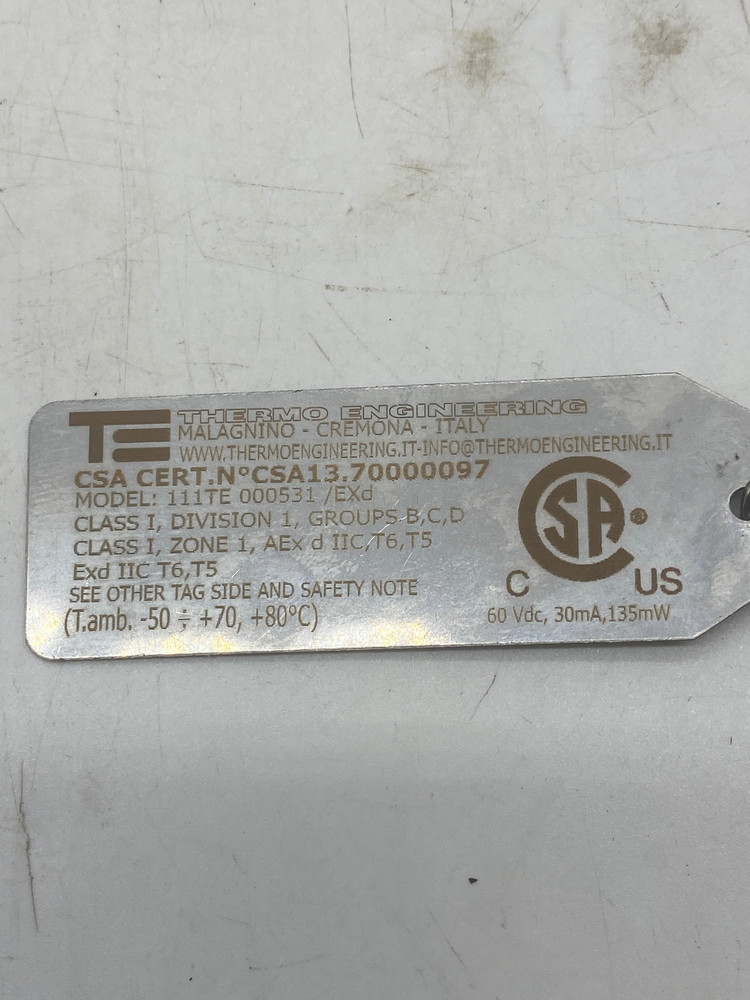 TE THERMO ENGINEERING
MALAGNINO - CREMONA - ITALY
WWW.THERMOENGINEERING.IT-INFO@THERMOENGINEERING.IT
CSA CERT.N°CSA13.70000097
MODEL: 111TE 000531 /EXd
CLASS I, DIVISION 1, GROUPS B,C,D
CLASS I, ZONE 1, AEx d IIC,T6,T5
Exd IIC T6,T5
SEE OTHER TAG SIDE AND SAFETY NOTE
(T.amb. -50 ÷ +70, +80°C)
CSA ®
C US
60 Vdc, 30mA,135mW